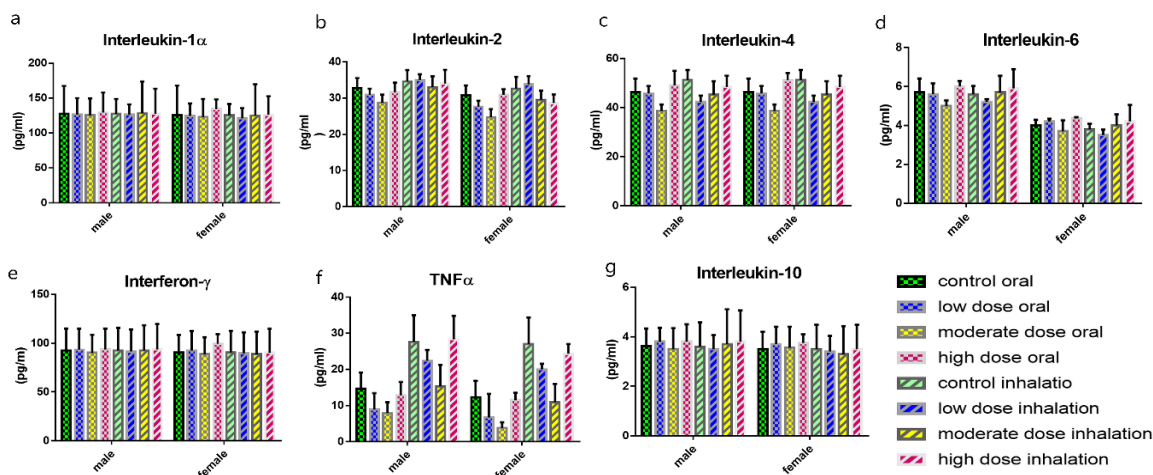 a
Interleukin-1α
200
150
100
50
0
(pg/ml)
male
female
b
Interleukin-2
40
30
20
10
0
(pg/ml
)
male
female
c
Interleukin-4
60
40
20
0
(pg/ml)
male
female
d
Interleukin-6
8
6
4
2
0
(pg/ml)
male
female
e
Interferon-γ
150
100
50
0
(pg/ml)
male
female
f
TNFα
40
30
20
10
0
(pg/ml)
male
female
g
Interleukin-10
6
4
2
0
(pg/ml)
male
female
control oral
low dose oral
moderate dose oral
high dose oral
control inhalatio
low dose inhalation
moderate dose inhalation
high dose inhalation